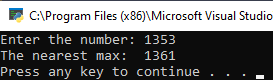 C:\Program Files (x86)\Microsoft Visual Studio
Enter the number: 1353
The nearest max:  1361
Press any key to continue . . .